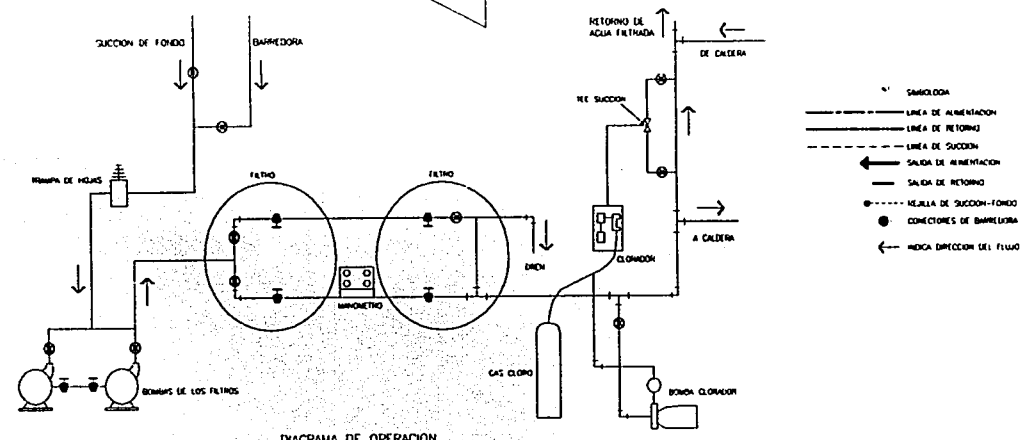 SUCCION DE FONDO
BARREDORA
TRAMPA DE HOJAS
FILTRO
FILTRO
MANOMETRO
DREN
BOMBAS DE LOS FILTROS
RETORNO DE
AGUA FILTRADA
DE CALDERA
TEE SUCCION
CLORADOR
A CALDERA
GAS CLORO
BOMBA CLORADOR
SIMBOLOGIA
LINEA DE ALIMENTACION
LINEA DE RETORNO
LINEA DE SUCCION
SALIDA DE ALIMENTACION
SALIDA DE RETORNO
REJILLA DE SUCCION-FONDO
CONECTORES DE BARREDORA
INDICA DIRECCION DEL FLUJO
DIAGRAMA DE OPERACION